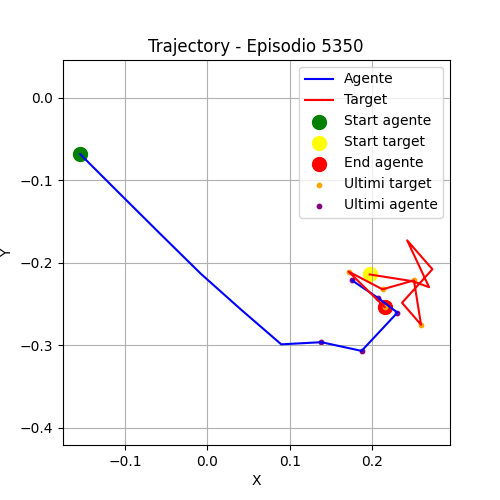 Trajectory - Episodio 5350
Agente
Target
Start agente
Start target
End agente
Ultimi target
Ultimi agente
0.0
−0.1
−0.2
−0.3
−0.4
Y
−0.1
0.0
0.1
0.2
X